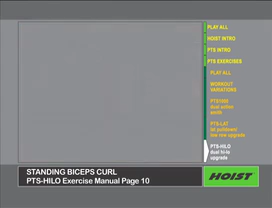 PLAY ALL
HOIST INTRO
PTS INTRO
PTS EXERCISES
PLAY ALL
WORKOUT
VARIATIONS
dual action
smith
PTS-LAT
lat pulldown/
low row upgrade
PTS-HILO
dual hi-lo
upgrade
STANDING BICEPS CURL
PTS-HILO Exercise Manual Page 10
HOIST